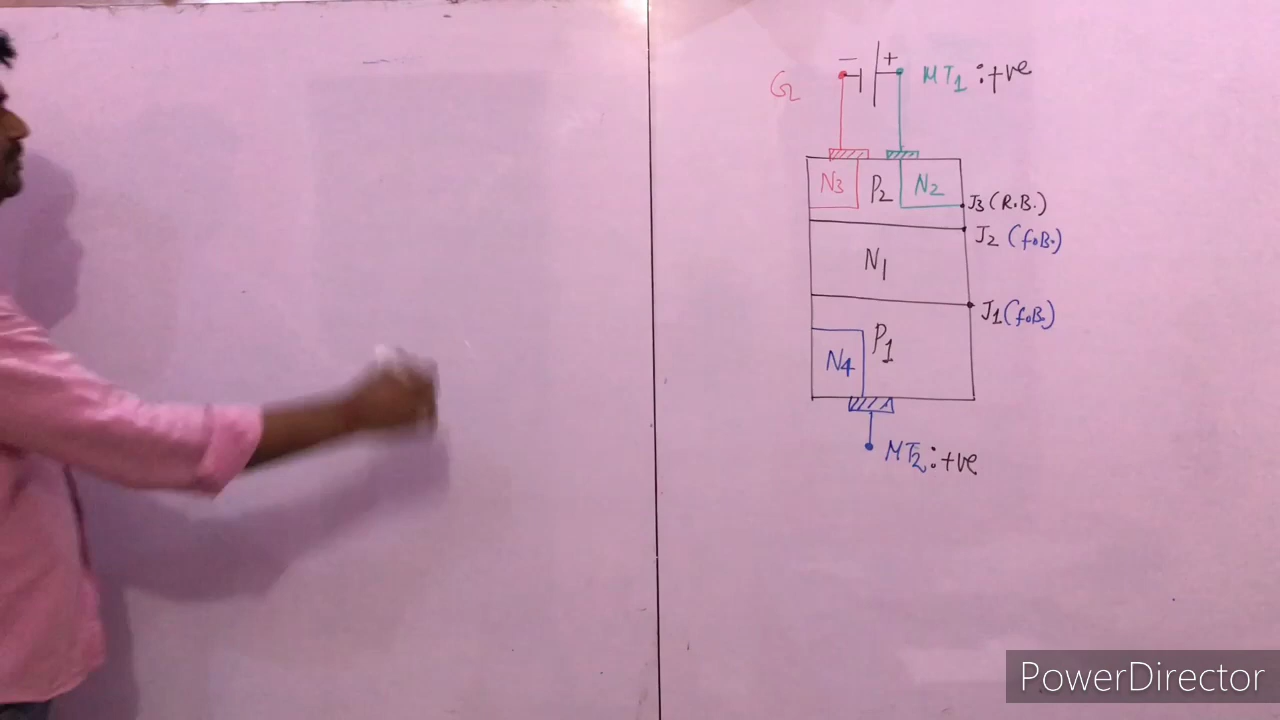 - +
G2 MT1 :+ve
N3 P2 N2
J3 (R.B.)
J2 (f.B.)
N1
J1 (f.B.)
P1
N4
MT2 :+ve
PowerDirector